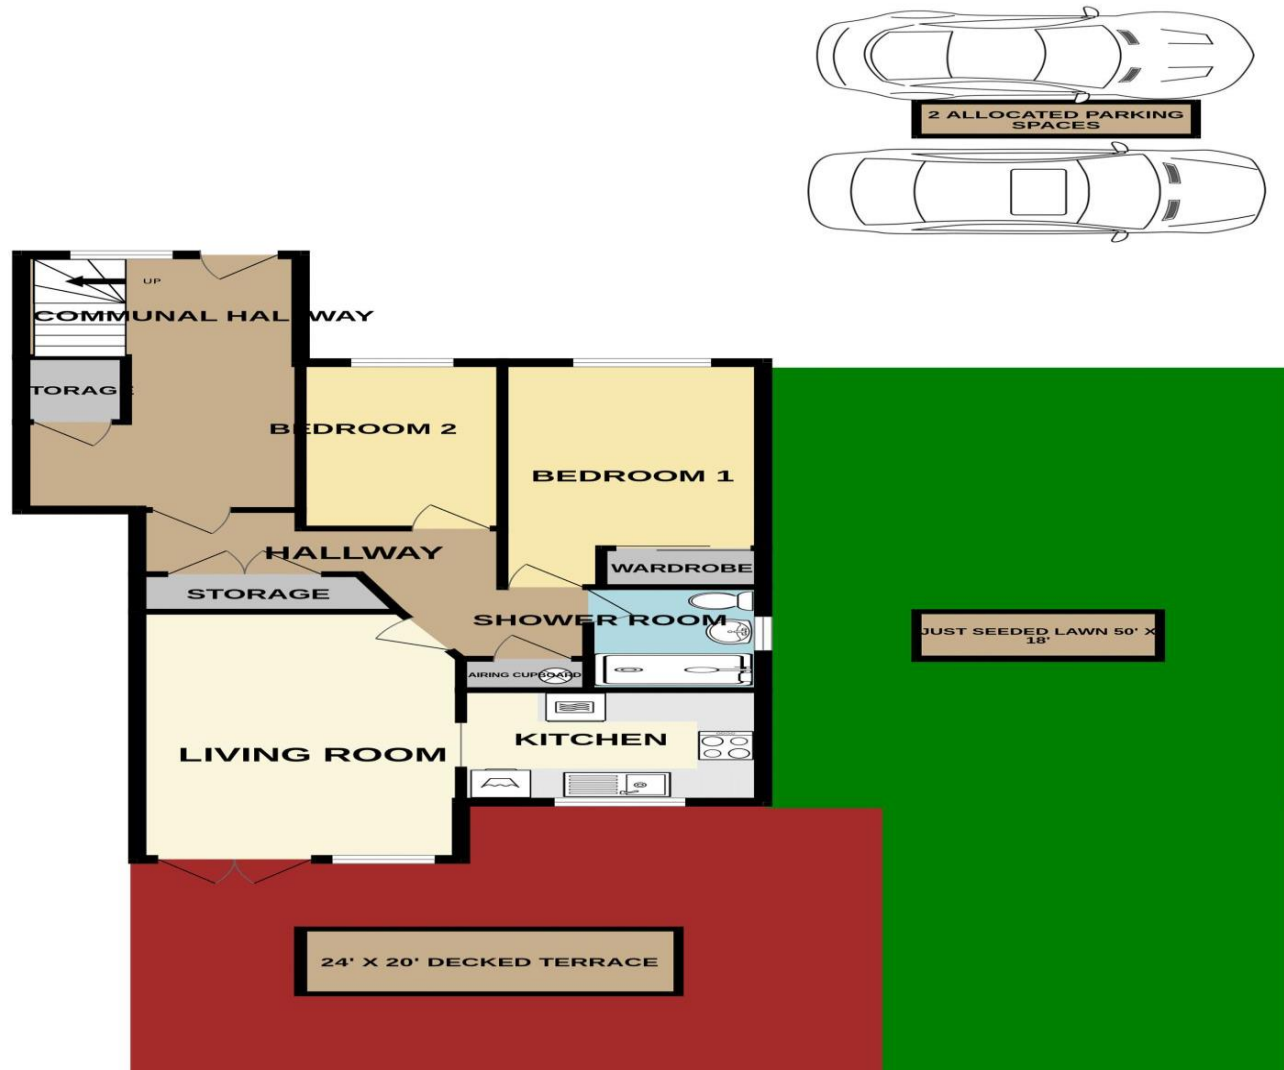 2 ALLOCATED PARKING
SPACES
UP
COMMUNAL HALLWAY
TORAGE
BEDROOM 2
BEDROOM 1
HALLWAY
WARDROBE
STORAGE
SHOWER ROOM
JUST SEEDED LAWN 50' X
18'
AIRING CUPBOARD
KITCHEN
LIVING ROOM
24' X 20' DECKED TERRACE